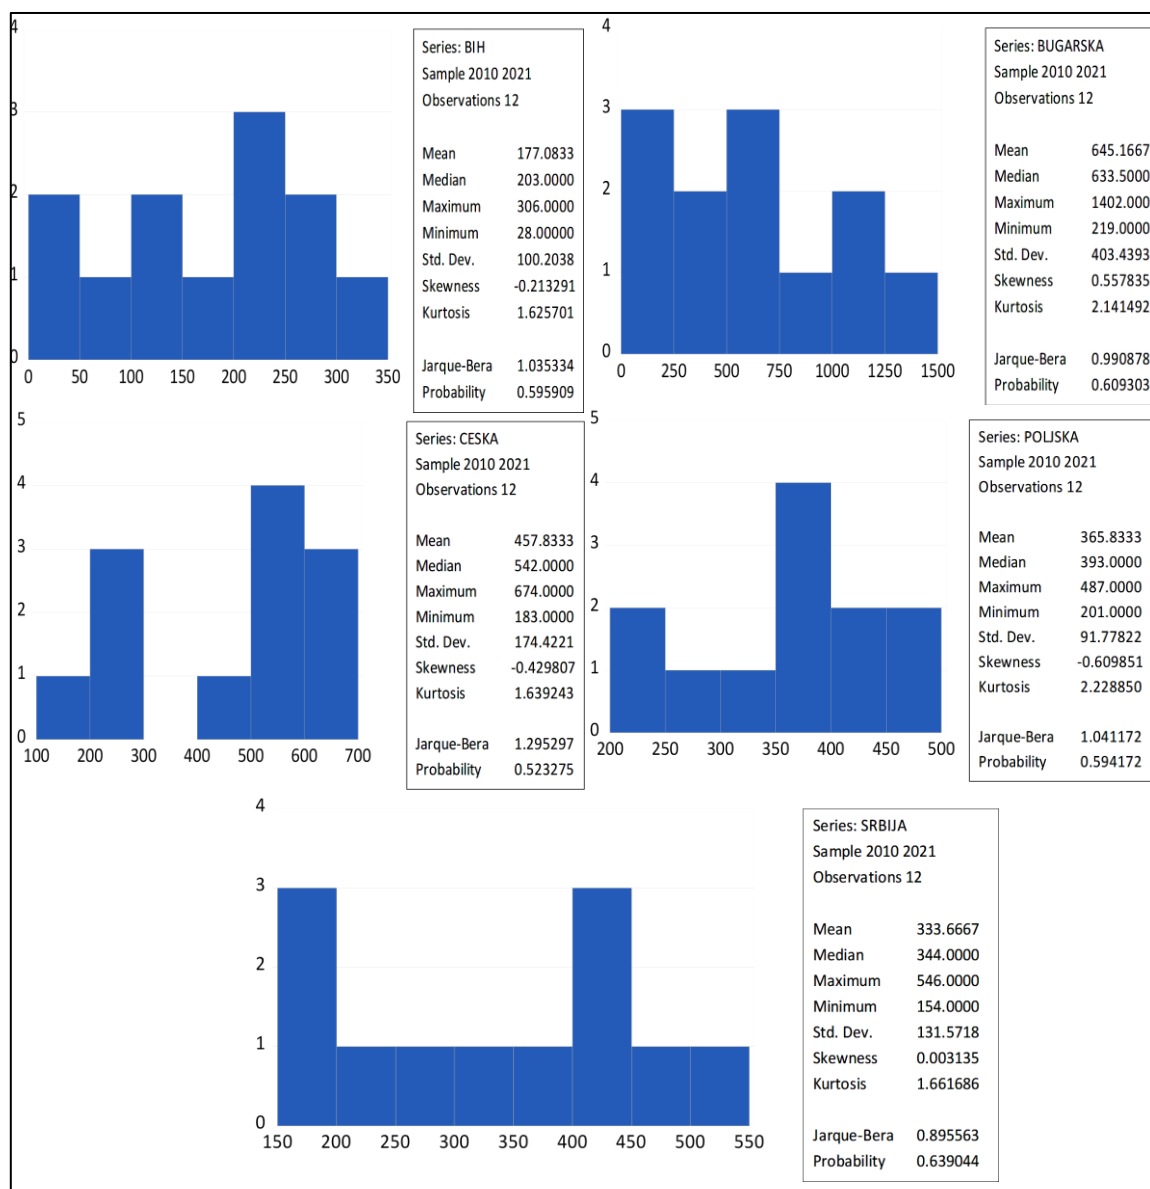 4
3
2
1
0
0 50 100 150 200 250 300 350
Series: BIH
Sample 2010 2021
Observations 12
Mean 177.0833
Median 203.0000
Maximum 306.0000
Minimum 28.00000
Std. Dev. 100.2038
Skewness -0.213291
Kurtosis 1.625701
Jarque-Bera 1.035334
Probability 0.595909
4
3
2
1
0
0 250 500 750 1000 1250 1500
Series: BUGARSKA
Sample 2010 2021
Observations 12
Mean 645.1667
Median 633.5000
Maximum 1402.000
Minimum 219.0000
Std. Dev. 403.4393
Skewness 0.557835
Kurtosis 2.141492
Jarque-Bera 0.990878
Probability 0.609303
5
4
3
2
1
0
100 200 300 400 500 600 700
Series: CESKA
Sample 2010 2021
Observations 12
Mean 457.8333
Median 542.0000
Maximum 674.0000
Minimum 183.0000
Std. Dev. 174.4221
Skewness -0.429807
Kurtosis 1.639243
Jarque-Bera 1.295297
Probability 0.523275
5
4
3
2
1
0
200 250 300 350 400 450 500
Series: POLJSKA
Sample 2010 2021
Observations 12
Mean 365.8333
Median 393.0000
Maximum 487.0000
Minimum 201.0000
Std. Dev. 91.77822
Skewness -0.609851
Kurtosis 2.228850
Jarque-Bera 1.041172
Probability 0.594172
4
3
2
1
0
150 200 250 300 350 400 450 500 550
Series: SRBIJA
Sample 2010 2021
Observations 12
Mean 333.6667
Median 344.0000
Maximum 546.0000
Minimum 154.0000
Std. Dev. 131.5718
Skewness 0.003135
Kurtosis 1.661686
Jarque-Bera 0.895563
Probability 0.639044